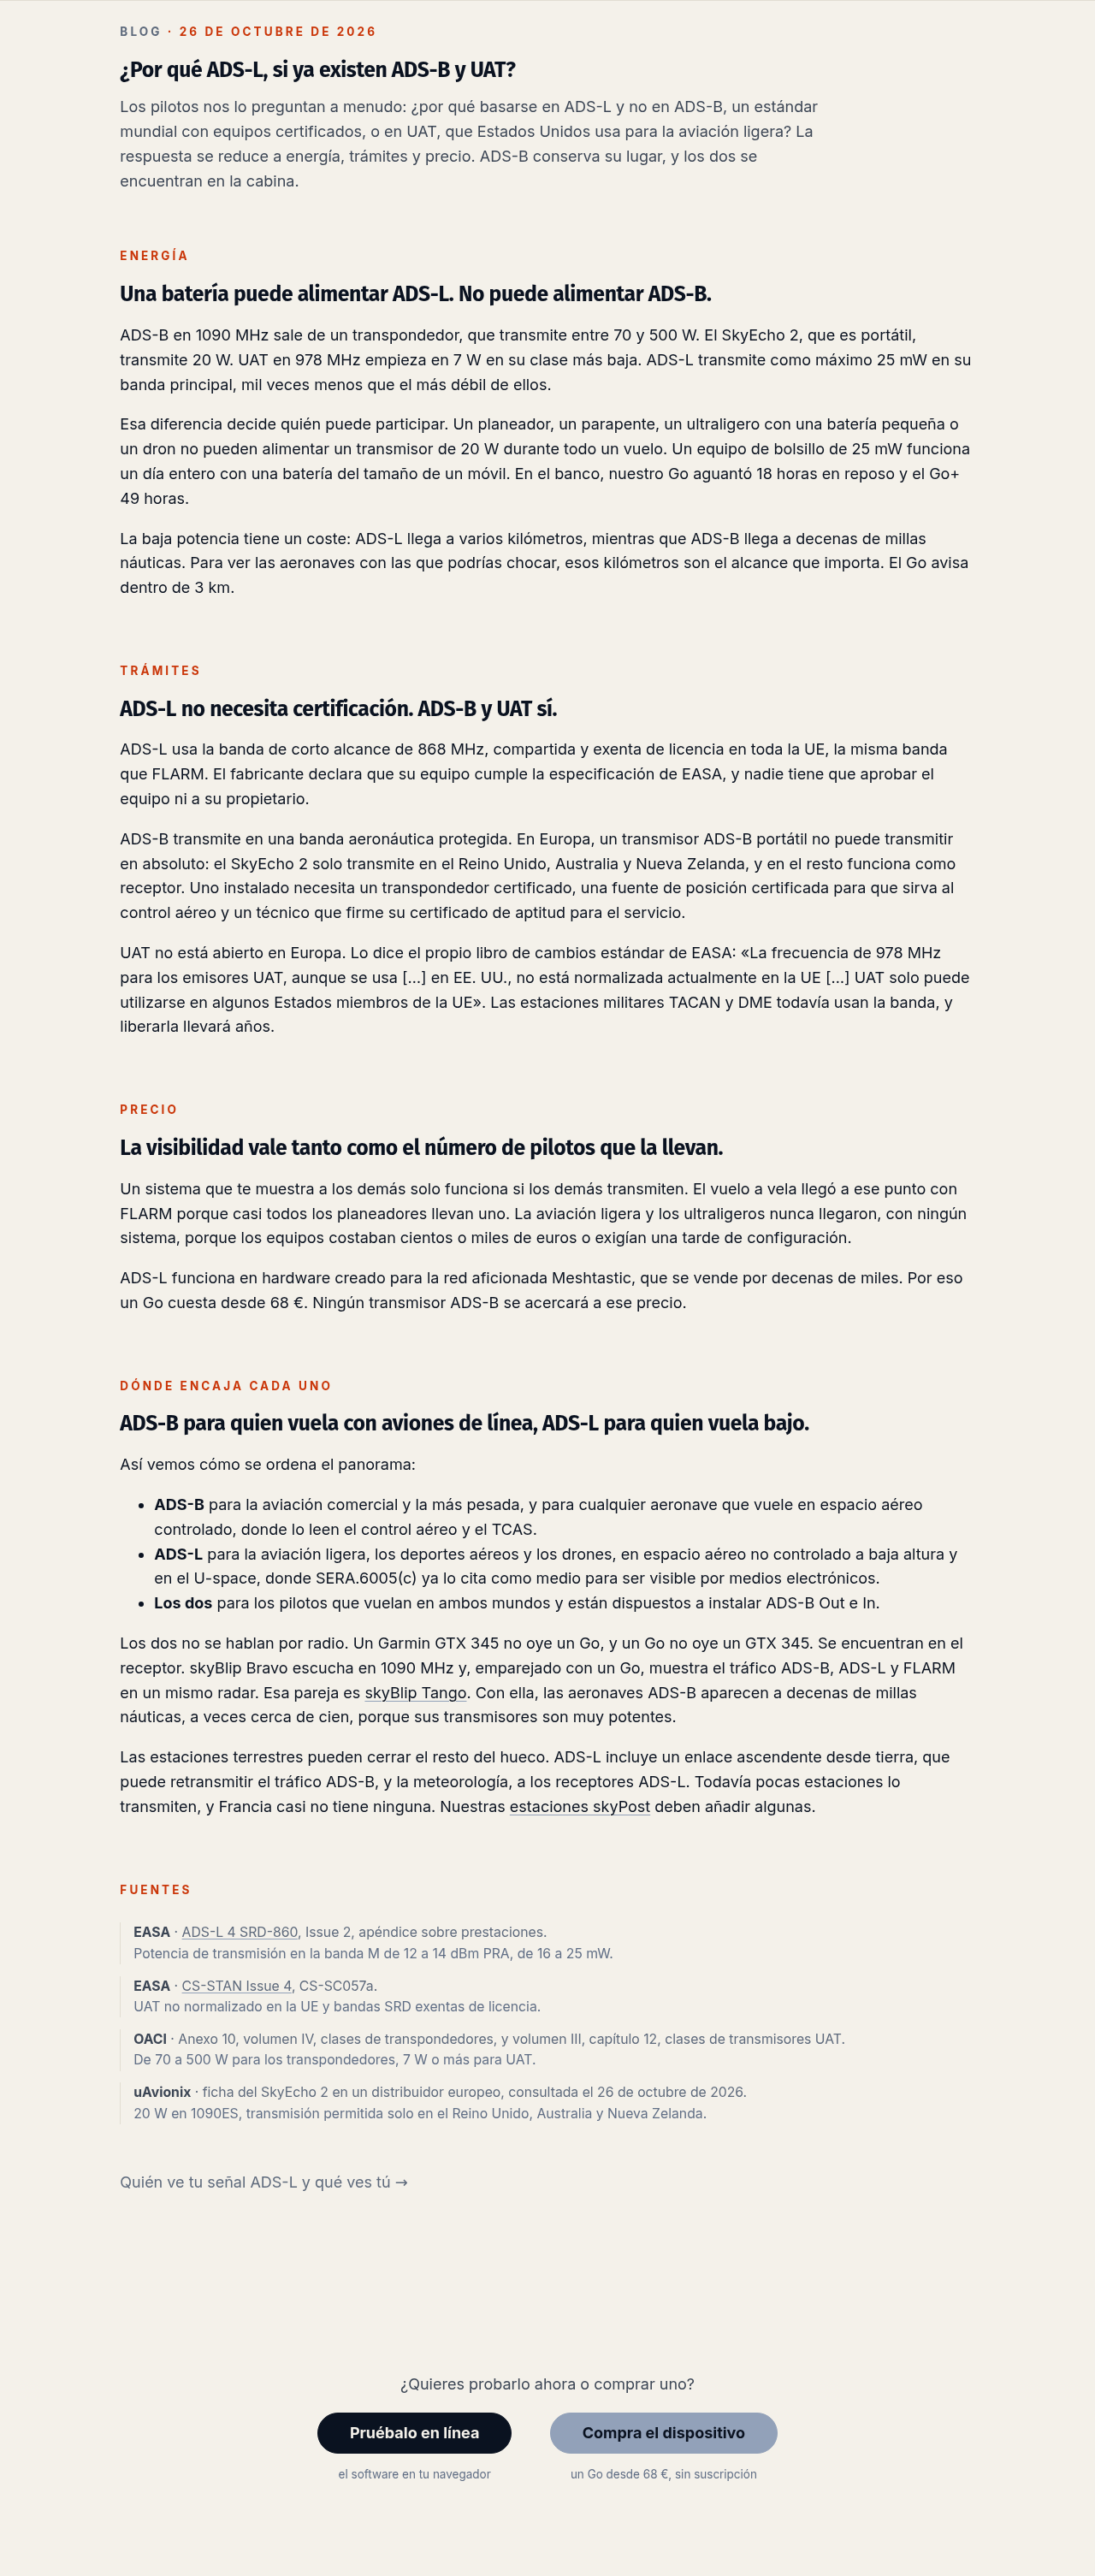 BLOG · 26 DE OCTUBRE DE 2026
¿Por qué ADS-L, si ya existen ADS-B y UAT?
Los pilotos nos lo preguntan a menudo: ¿por qué basarse en ADS-L y no en ADS-B, un estándar
mundial con equipos certificados, o en UAT, que Estados Unidos usa para la aviación ligera? La
respuesta se reduce a energía, trámites y precio. ADS-B conserva su lugar, y los dos se
encuentran en la cabina.
ENERGÍA
Una batería puede alimentar ADS-L. No puede alimentar ADS-B.
ADS-B en 1090 MHz sale de un transpondedor, que transmite entre 70 y 500 W. El SkyEcho 2, que es portátil,
transmite 20 W. UAT en 978 MHz empieza en 7 W en su clase más baja. ADS-L transmite como máximo 25 mW en su
banda principal, mil veces menos que el más débil de ellos.
Esa diferencia decide quién puede participar. Un planeador, un parapente, un ultraligero con una batería pequeña o
un dron no pueden alimentar un transmisor de 20 W durante todo un vuelo. Un equipo de bolsillo de 25 mW funciona
un día entero con una batería del tamaño de un móvil. En el banco, nuestro Go aguantó 18 horas en reposo y el Go+
49 horas.
La baja potencia tiene un coste: ADS-L llega a varios kilómetros, mientras que ADS-B llega a decenas de millas
náuticas. Para ver las aeronaves con las que podrías chocar, esos kilómetros son el alcance que importa. El Go avisa
dentro de 3 km.
TRÁMITES
ADS-L no necesita certificación. ADS-B y UAT sí.
ADS-L usa la banda de corto alcance de 868 MHz, compartida y exenta de licencia en toda la UE, la misma banda
que FLARM. El fabricante declara que su equipo cumple la especificación de EASA, y nadie tiene que aprobar el
equipo ni a su propietario.
ADS-B transmite en una banda aeronáutica protegida. En Europa, un transmisor ADS-B portátil no puede transmitir
en absoluto: el SkyEcho 2 solo transmite en el Reino Unido, Australia y Nueva Zelanda, y en el resto funciona como
receptor. Uno instalado necesita un transpondedor certificado, una fuente de posición certificada para que sirva al
control aéreo y un técnico que firme su certificado de aptitud para el servicio.
UAT no está abierto en Europa. Lo dice el propio libro de cambios estándar de EASA: «La frecuencia de 978 MHz
para los emisores UAT, aunque se usa [...] en EE. UU., no está normalizada actualmente en la UE [...] UAT solo puede
utilizarse en algunos Estados miembros de la UE». Las estaciones militares TACAN y DME todavía usan la banda, y
liberarla llevará años.
PRECIO
La visibilidad vale tanto como el número de pilotos que la llevan.
Un sistema que te muestra a los demás solo funciona si los demás transmiten. El vuelo a vela llegó a ese punto con
FLARM porque casi todos los planeadores llevan uno. La aviación ligera y los ultraligeros nunca llegaron, con ningún
sistema, porque los equipos costaban cientos o miles de euros o exigían una tarde de configuración.
ADS-L funciona en hardware creado para la red aficionada Meshtastic, que se vende por decenas de miles. Por eso
un Go cuesta desde 68 €. Ningún transmisor ADS-B se acercará a ese precio.
DÓNDE ENCAJA CADA UNO
ADS-B para quien vuela con aviones de línea, ADS-L para quien vuela bajo.
Así vemos cómo se ordena el panorama:
• ADS-B para la aviación comercial y la más pesada, y para cualquier aeronave que vuele en espacio aéreo
controlado, donde lo leen el control aéreo y el TCAS.
• ADS-L para la aviación ligera, los deportes aéreos y los drones, en espacio aéreo no controlado a baja altura y
en el U-space, donde SERA.6005(c) ya lo cita como medio para ser visible por medios electrónicos.
• Los dos para los pilotos que vuelan en ambos mundos y están dispuestos a instalar ADS-B Out e In.
Los dos no se hablan por radio. Un Garmin GTX 345 no oye un Go, y un Go no oye un GTX 345. Se encuentran en el
receptor. skyBlip Bravo escucha en 1090 MHz y, emparejado con un Go, muestra el tráfico ADS-B, ADS-L y FLARM
en un mismo radar. Esa pareja es skyBlip Tango. Con ella, las aeronaves ADS-B aparecen a decenas de millas
náuticas, a veces cerca de cien, porque sus transmisores son muy potentes.
Las estaciones terrestres pueden cerrar el resto del hueco. ADS-L incluye un enlace ascendente desde tierra, que
puede retransmitir el tráfico ADS-B, y la meteorología, a los receptores ADS-L. Todavía pocas estaciones lo
transmiten, y Francia casi no tiene ninguna. Nuestras estaciones skyPost deben añadir algunas.
FUENTES
EASA · ADS-L 4 SRD-860, Issue 2, apéndice sobre prestaciones.
Potencia de transmisión en la banda M de 12 a 14 dBm PRA, de 16 a 25 mW.
EASA · CS-STAN Issue 4, CS-SC057a.
UAT no normalizado en la UE y bandas SRD exentas de licencia.
OACI · Anexo 10, volumen IV, clases de transpondedores, y volumen III, capítulo 12, clases de transmisores UAT.
De 70 a 500 W para los transpondedores, 7 W o más para UAT.
uAvionix · ficha del SkyEcho 2 en un distribuidor europeo, consultada el 26 de octubre de 2026.
20 W en 1090ES, transmisión permitida solo en el Reino Unido, Australia y Nueva Zelanda.
Quién ve tu señal ADS-L y qué ves tú →
¿Quieres probarlo ahora o comprar uno?
Pruébalo en línea
Compra el dispositivo
el software en tu navegador
un Go desde 68 €, sin suscripción